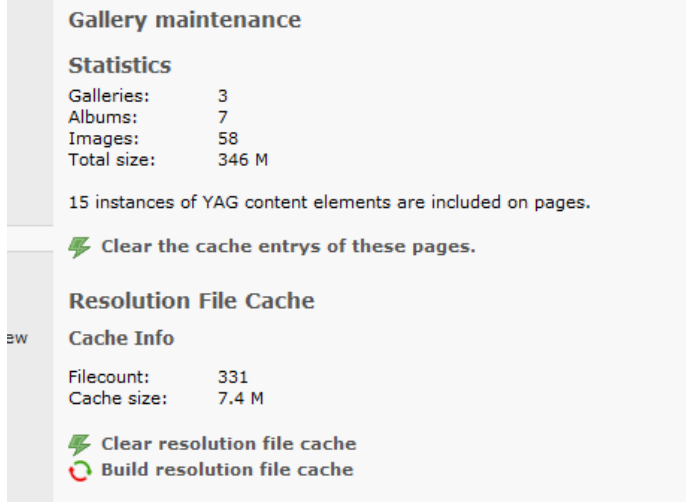 Gallery maintenance
Statistics
Galleries: 3
Albums: 7
Images: 58
Total size: 346 M
15 instances of YAG content elements are included on pages.
Clear the cache entrys of these pages.
Resolution File Cache
ew
Cache Info
Filecount: 331
Cache size: 7.4 M
Clear resolution file cache
Build resolution file cache